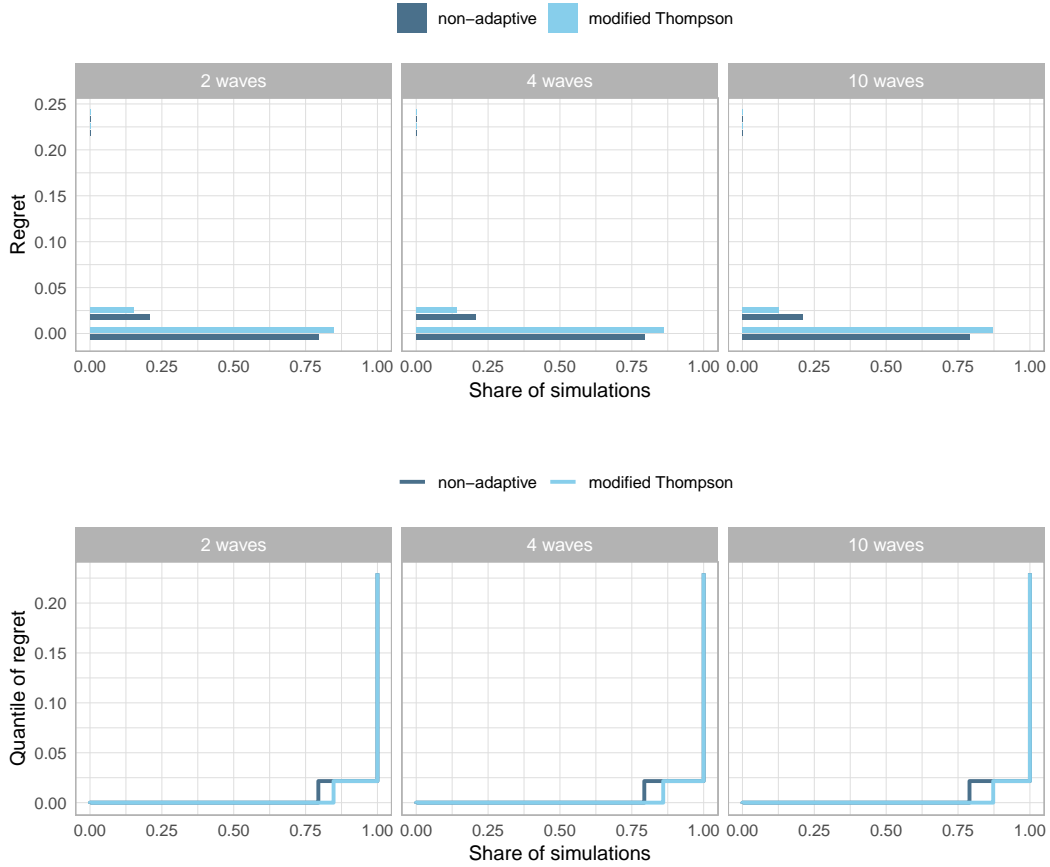 non−adaptive modified Thompson
2 waves 4 waves 10 waves
Regret
0.25
0.20
0.15
0.10
0.05
0.00
0.00 0.25 0.50 0.75 1.00 0.00 0.25 0.50 0.75 1.00 0.00 0.25 0.50 0.75 1.00
Share of simulations Share of simulations
non−adaptive modified Thompson
2 waves 4 waves 10 waves
Quantile of regret
0.20
0.15
0.10
0.05
0.00
0.00 0.25 0.50 0.75 1.00 0.00 0.25 0.50 0.75 1.00 0.00 0.25 0.50 0.75 1.00
Share of simulations